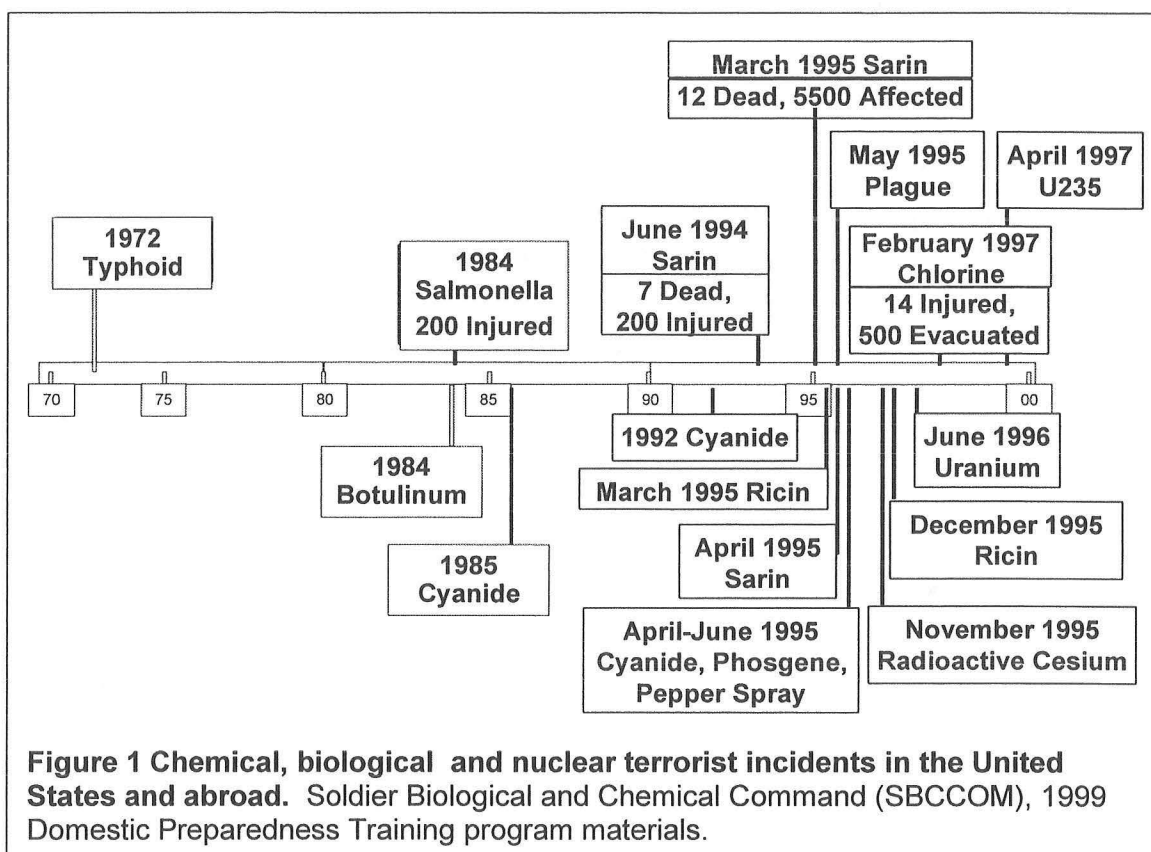 March 1995 Sarin
12 Dead, 5500 Affected
May 1995
Plague
April 1997
U235
1972
Typhoid
1984
Salmonella
200 Injured
June 1994
Sarin
7 Dead,
200 Injured
February 1997
Chlorine
14 Injured,
500 Evacuated
70
75
80
85
90
95
00
1984
Botulinum
1985
Cyanide
1992 Cyanide
March 1995 Ricin
April 1995
Sarin
April-June 1995
Cyanide, Phosgene,
Pepper Spray
June 1996
Uranium
December 1995
Ricin
November 1995
Radioactive Cesium
Figure 1 Chemical, biological and nuclear terrorist incidents in the United
States and abroad. Soldier Biological and Chemical Command (SBCCOM), 1999
Domestic Preparedness Training program materials.